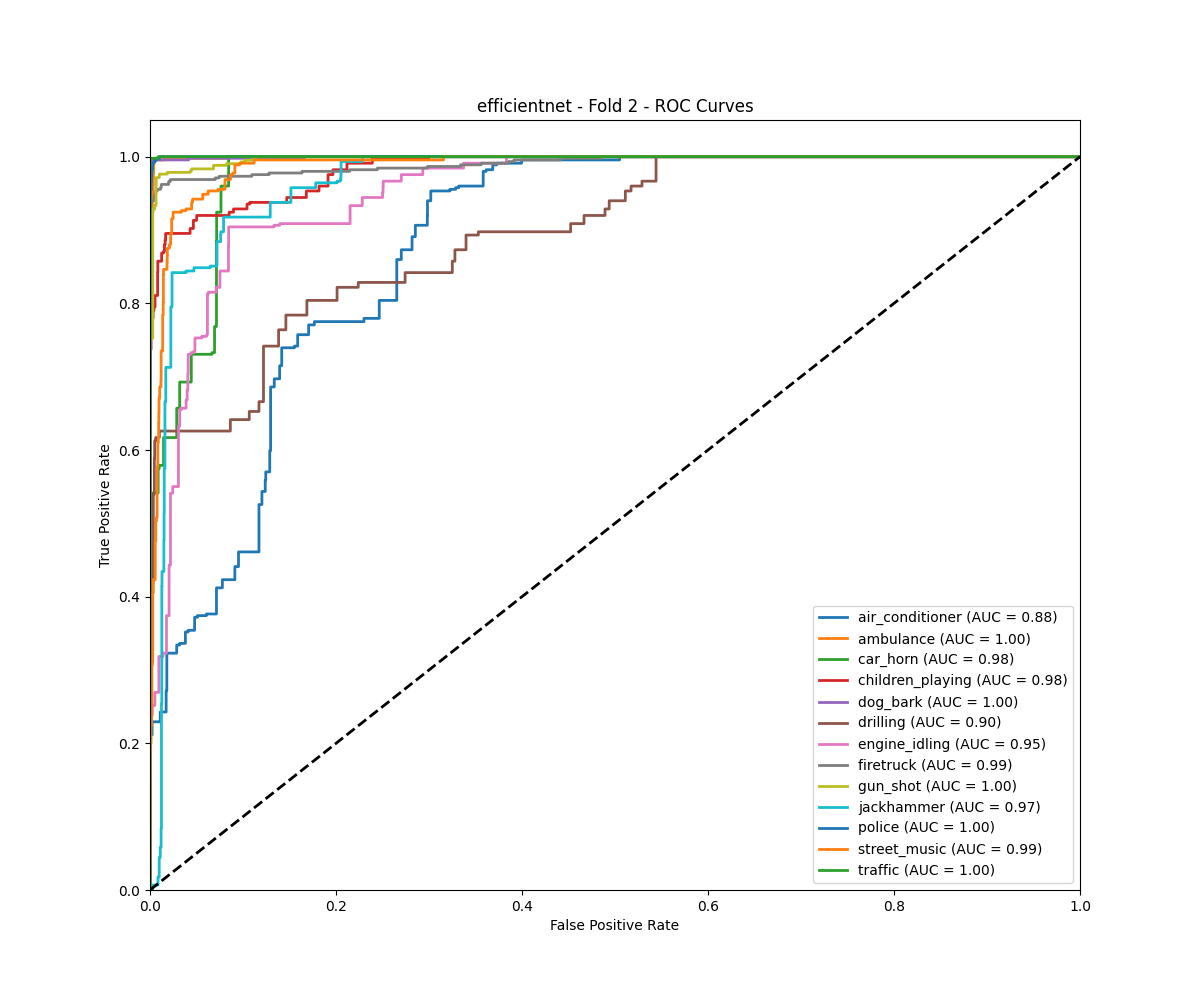 efficientnet - Fold 2 - ROC Curves
True Positive Rate
1.0
0.8
0.6
0.4
0.2
0.0
0.0 0.2 0.4 0.6 0.8 1.0
False Positive Rate
air_conditioner (AUC = 0.88)
ambulance (AUC = 1.00)
car_horn (AUC = 0.98)
children_playing (AUC = 0.98)
dog_bark (AUC = 1.00)
drilling (AUC = 0.90)
engine_idling (AUC = 0.95)
firetruck (AUC = 0.99)
gun_shot (AUC = 1.00)
jackhammer (AUC = 0.97)
police (AUC = 1.00)
street_music (AUC = 0.99)
traffic (AUC = 1.00)